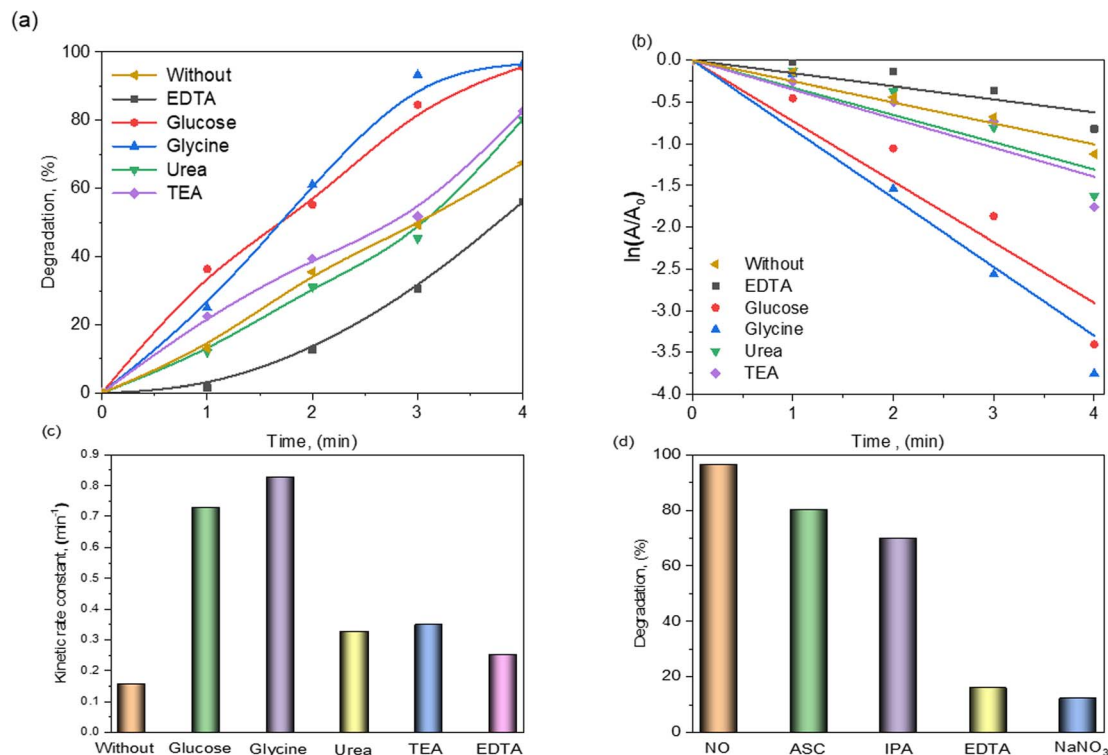 (a)
100
80
60
40
20
0
Degradation, (%)
Without
EDTA
Glucose
Glycine
Urea
TEA
0 1 2 3 4
Time, (min)
(b)
0.0
-0.5
-1.0
-1.5
-2.0
-2.5
-3.0
-3.5
-4.0
ln(A/A₀)
Without
EDTA
Glucose
Glycine
Urea
TEA
0 1 2 3 4
Time , (min)
(c)
0.9
0.8
0.7
0.6
0.5
0.4
0.3
0.2
0.1
0.0
Kinetic rate constant, (min⁻¹)
Without Glucose Glycine Urea TEA EDTA
(d)
100
80
60
40
20
0
Degradation, (%)
NO ASC IPA EDTA NaNO₃